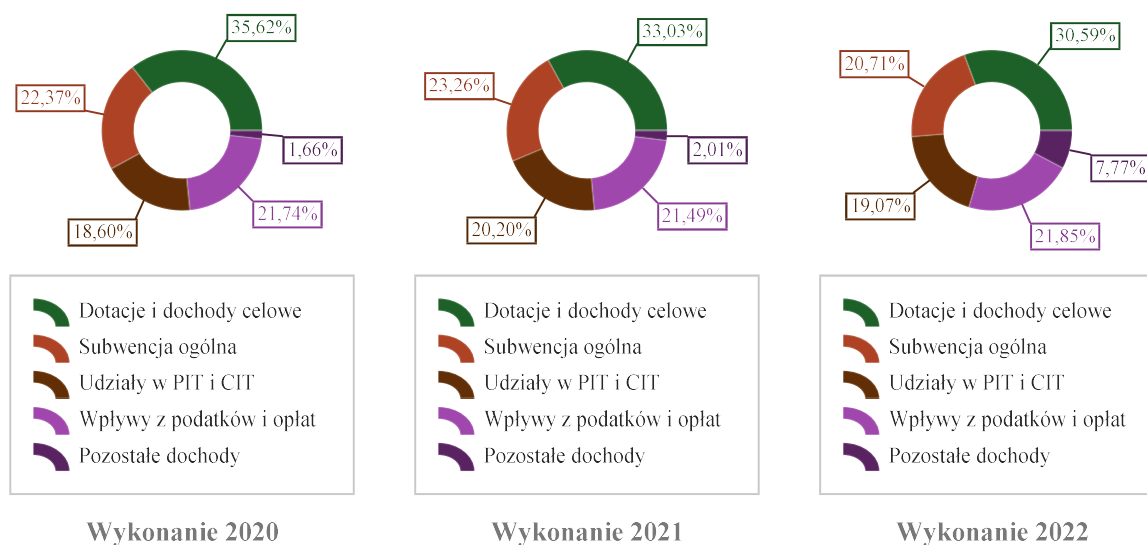 35,62%
22,37%
1,66%
21,74%
18,60%
Dotacje i dochody celowe
Subwencja ogólna
Udziały w PIT i CIT
Wpływy z podatków i opłat
Pozostałe dochody
Wykonanie 2020
33,03%
23,26%
2,01%
21,49%
20,20%
Dotacje i dochody celowe
Subwencja ogólna
Udziały w PIT i CIT
Wpływy z podatków i opłat
Pozostałe dochody
Wykonanie 2021
30,59%
20,71%
7,77%
19,07%
21,85%
Dotacje i dochody celowe
Subwencja ogólna
Udziały w PIT i CIT
Wpływy z podatków i opłat
Pozostałe dochody
Wykonanie 2022